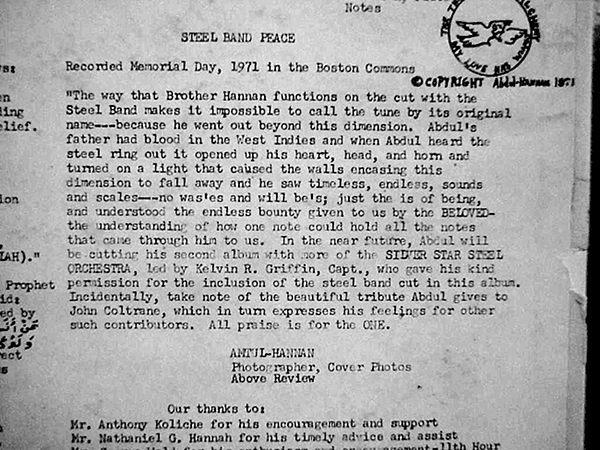 Notes
STEEL BAND PEACE
Recorded Memorial Day, 1971 in the Boston Commons
©COPYRIGHT Abdul-Hannan 1971
"The way that Brother Hannan functions on the cut with the
Steel Band makes it impossible to call the tune by its original
name---because he went out beyond this dimension. Abdul's
father had blood in the West Indies and when Abdul heard the
steel ring out it opened up his heart, head, and horn and
turned on a light that caused the walls encasing this
dimension to fall away and he saw timeless, endless, sounds
and scales---no was'es and will be's; just the is of being,
and understood the endless bounty given to us by the BELOVED-
the understanding of how one note could hold all the notes
that came through him to us. In the near future, Abdul will
be cutting his second album with more of the SILVER STAR STEEL
ORCHESTRA, led by Kelvin R. Griffin, Capt., who gave his kind
permission for the inclusion of the steel band cut in this album.
Incidentally, take note of the beautiful tribute Abdul gives to
John Coltrane, which in turn expresses his feelings for other
such contributors. All praise is for the ONE.
AMTUL-HANNAN
Photographer, Cover Photos
Above Review
Our thanks to:
Mr. Anthony Koliche for his encouragement and support
Mr. Nathaniel G. Hannah for his timely advice and assist
elief.
LAH)."
Prophet
ed by